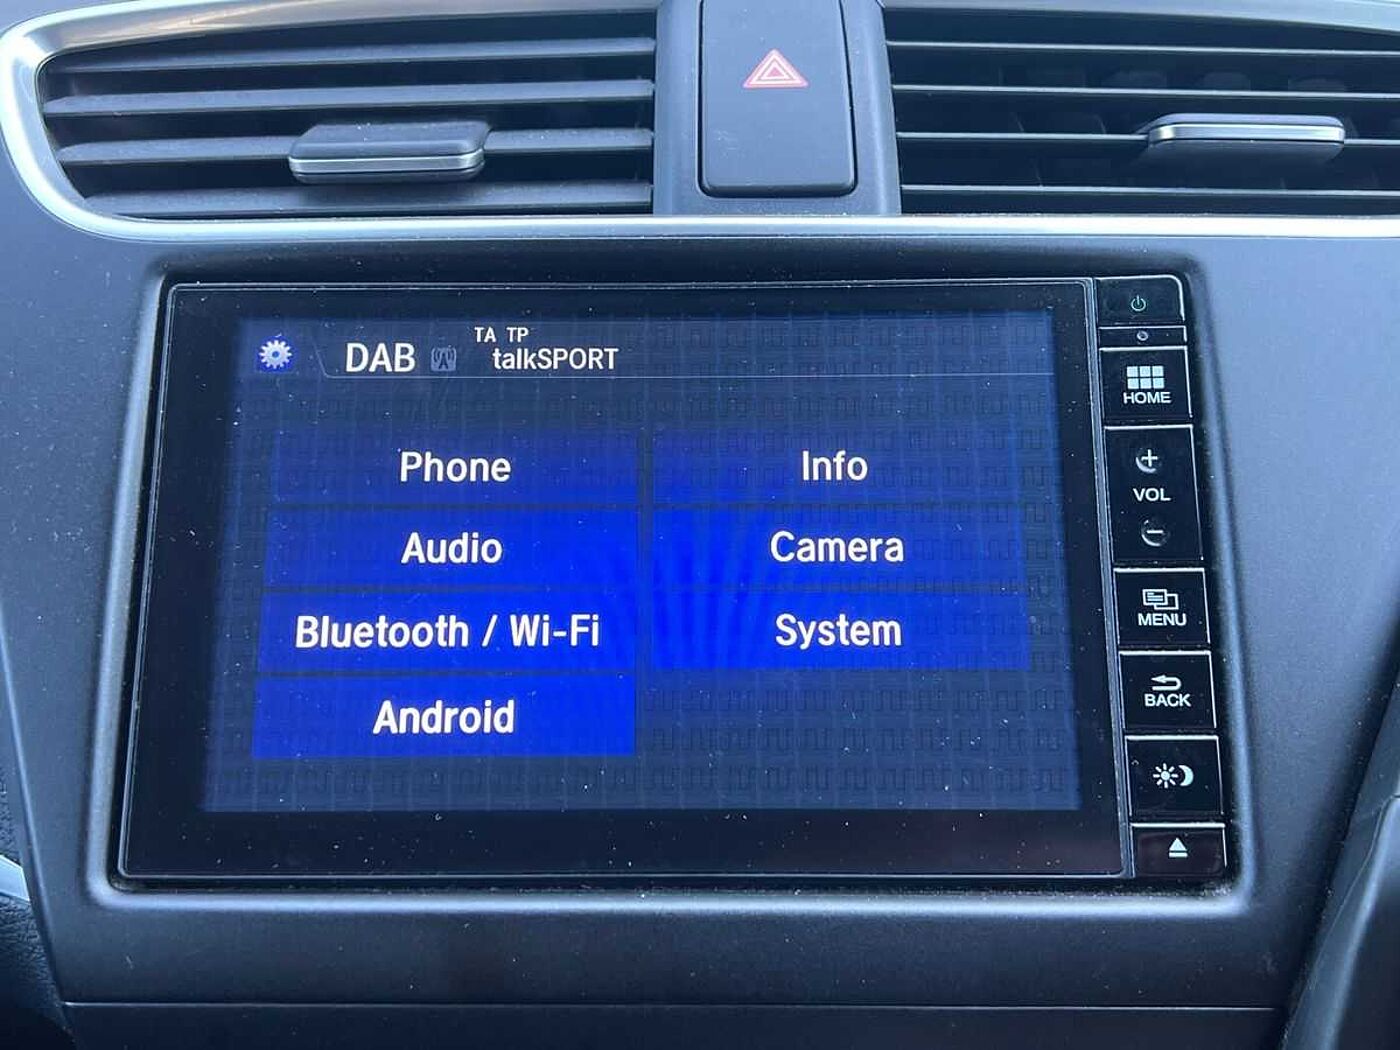 TA TP
DAB talkSPORT
Phone
Info
Audio
Camera
Bluetooth / Wi-Fi
System
Android
HOME
+
VOL
−
MENU
BACK